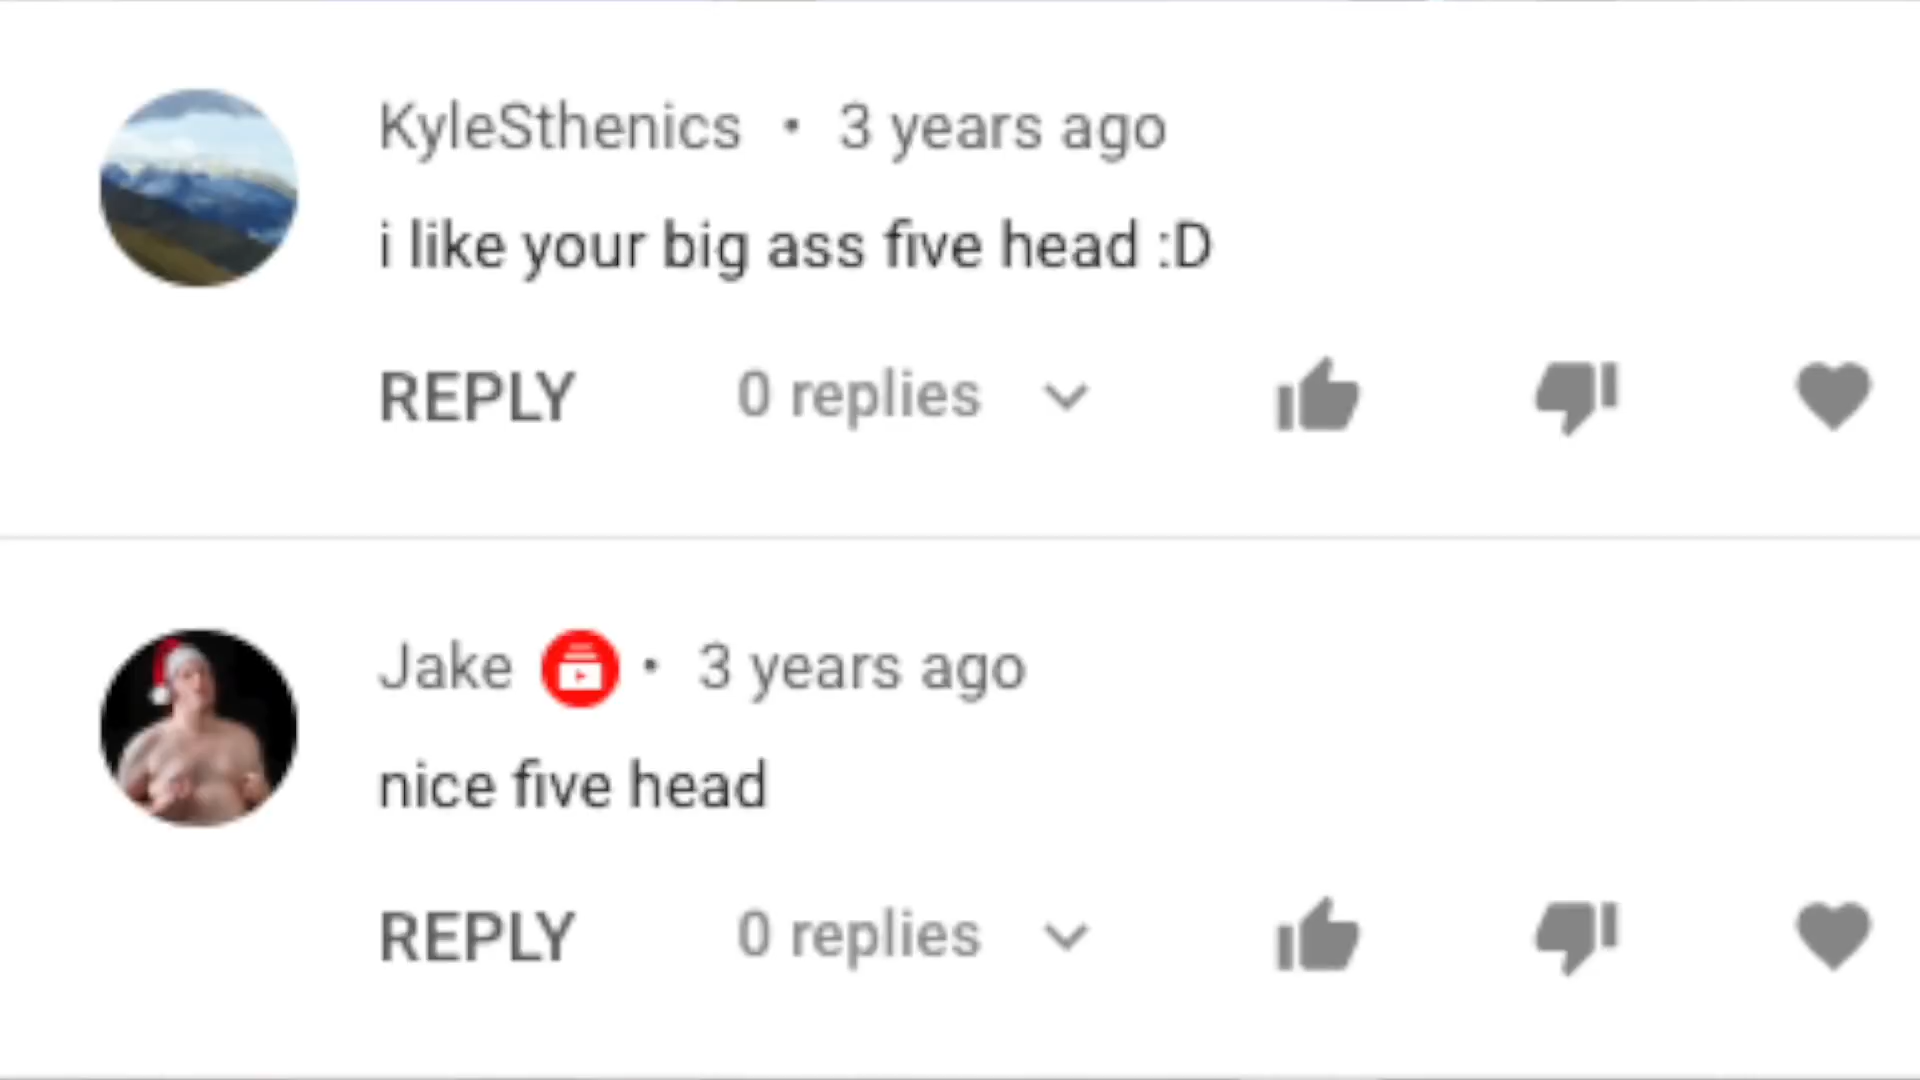 KyleSthenics • 3 years ago
i like your big ass five head :D
REPLY 0 replies
Jake • 3 years ago
nice five head
REPLY 0 replies